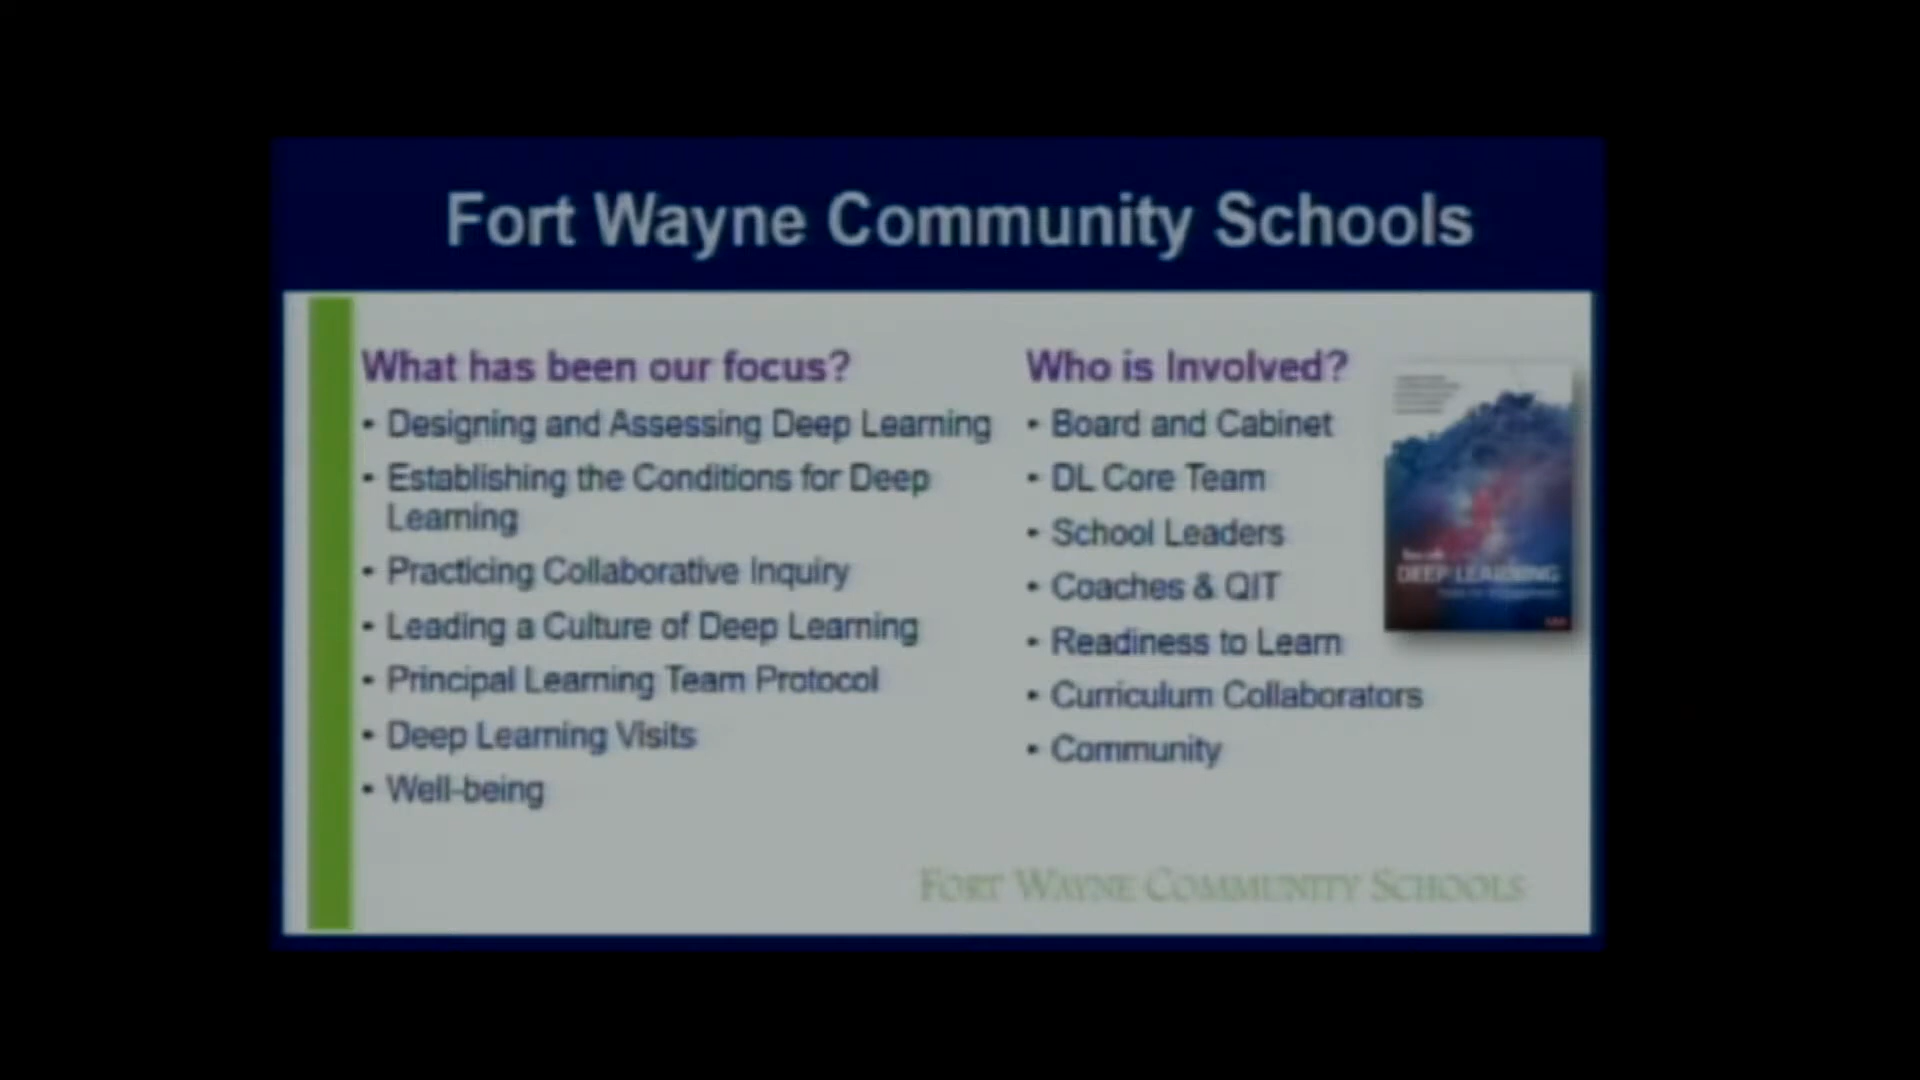 Fort Wayne Community Schools
What has been our focus?
• Designing and Assessing Deep Learning
• Establishing the Conditions for Deep
Learning
• Practicing Collaborative Inquiry
• Leading a Culture of Deep Learning
• Principal Learning Team Protocol
• Deep Learning Visits
• Well-being
Who is Involved?
• Board and Cabinet
• DL Core Team
• School Leaders
• Coaches & QIT
• Readiness to Learn
• Curriculum Collaborators
• Community
DEEP LEARNING
FORT WAYNE COMMUNITY SCHOOLS